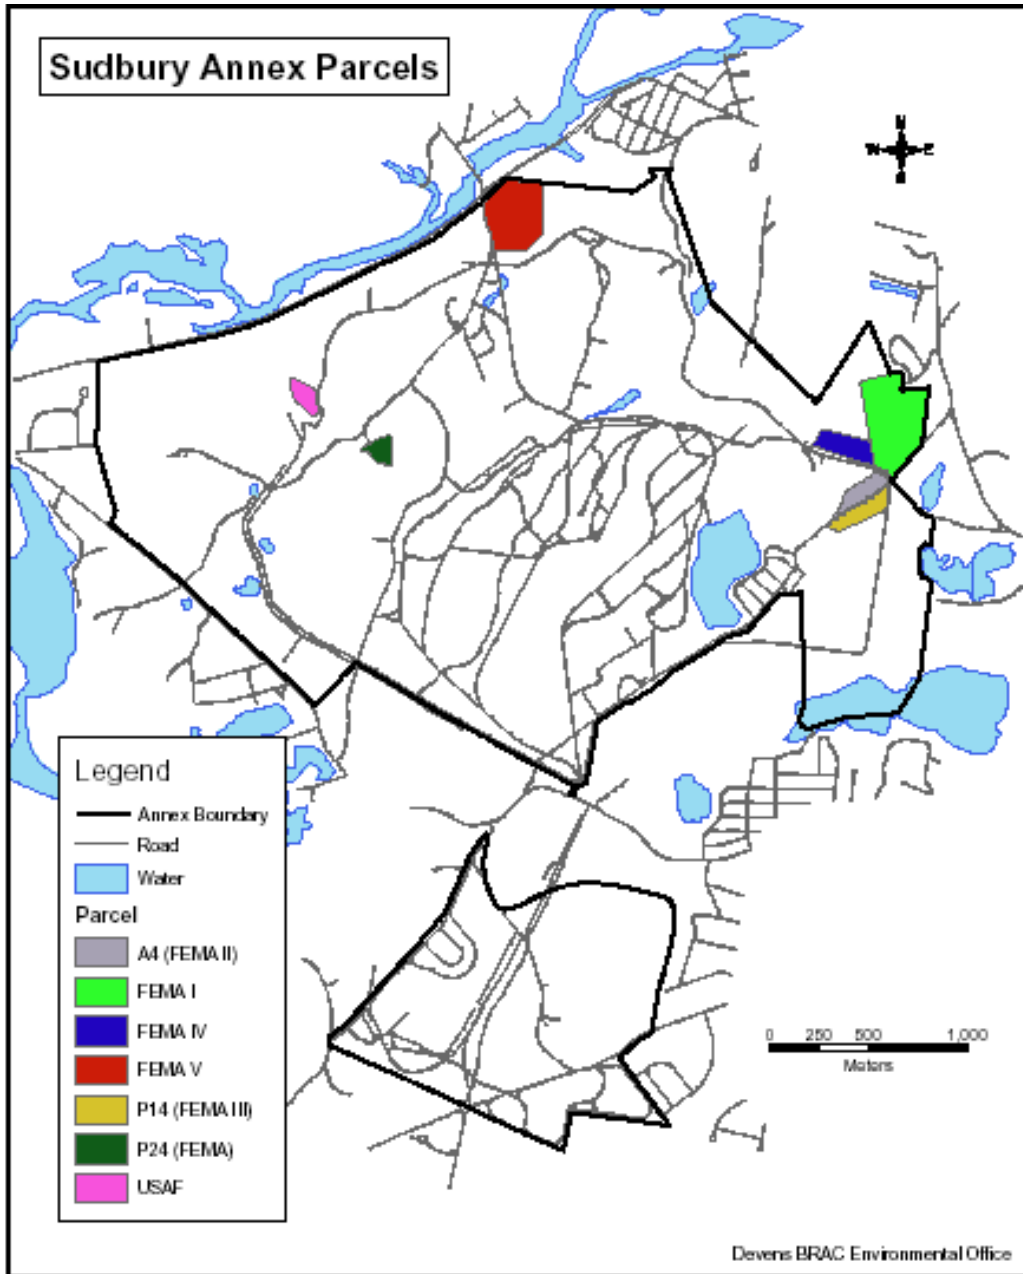 Sudbury Annex Parcels
N
W E
S
Legend
Annex Boundary
Road
Water
Parcel
A4 (FEMA II)
FEMA I
FEMA IV
FEMA V
P14 (FEMA III)
P24 (FEMA)
USAF
0 250 500 1,000
Meters
Devens BRAC Environmental Office